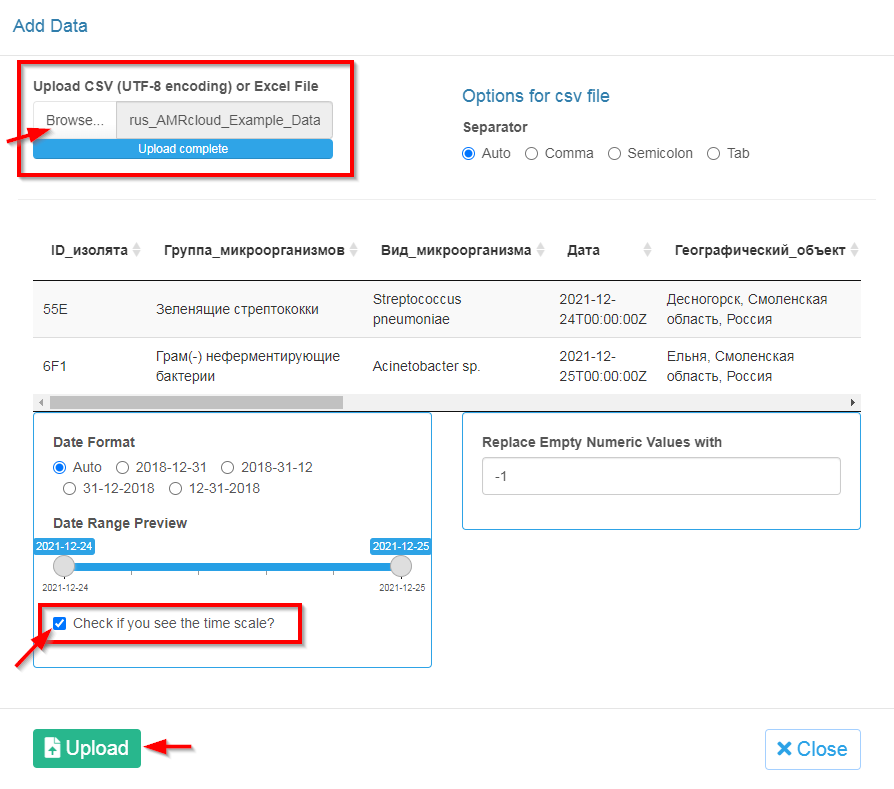 Add Data
Upload CSV (UTF-8 encoding) or Excel File
Browse... rus_AMRcloud_Example_Data
Upload complete
Options for csv file
Separator
Auto Comma Semicolon Tab
ID_изолята Группа_микроорганизмов Вид_микроорганизма Дата Географический_объект
55E Зеленящие стрептококки Streptococcus pneumoniae 2021-12-24T00:00:00Z Десногорск, Смоленская область, Россия
6F1 Грам(-) неферментирующие бактерии Acinetobacter sp. 2021-12-25T00:00:00Z Ельня, Смоленская область, Россия
Date Format
Auto 2018-12-31 2018-31-12
31-12-2018 12-31-2018
Date Range Preview
2021-12-24 2021-12-25
2021-12-24 2021-12-25
Check if you see the time scale?
Replace Empty Numeric Values with
-1
Upload
Close